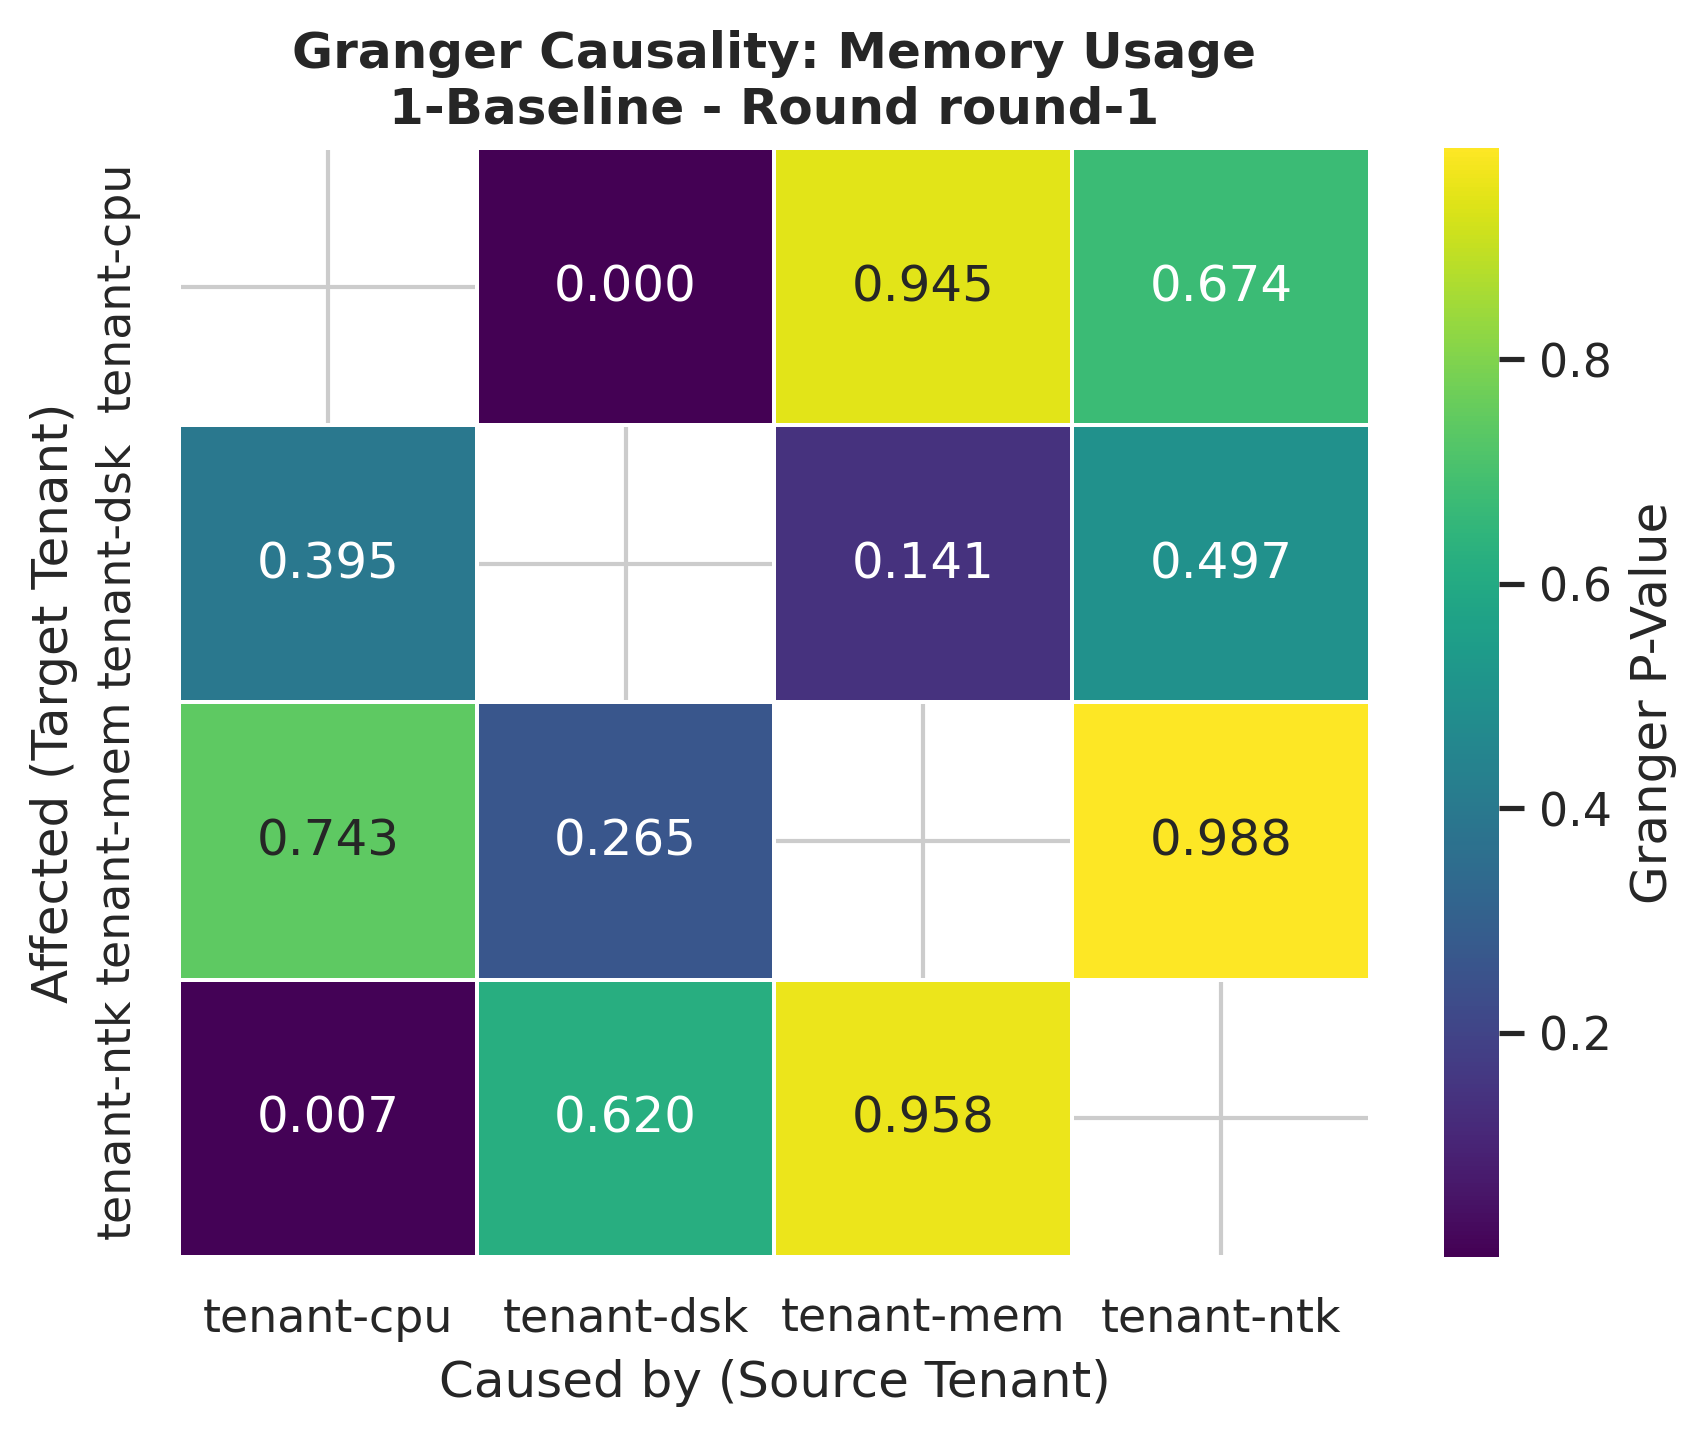 Granger Causality: Memory Usage
1-Baseline - Round round-1
Affected (Target Tenant)
tenant-cpu
0.000
0.945
0.674
tenant-dsk
0.395
0.141
0.497
tenant-mem
0.743
0.265
0.988
tenant-ntk
0.007
0.620
0.958
tenant-cpu
tenant-dsk
tenant-mem
tenant-ntk
Caused by (Source Tenant)
0.8
0.6
0.4
0.2
Granger P-Value